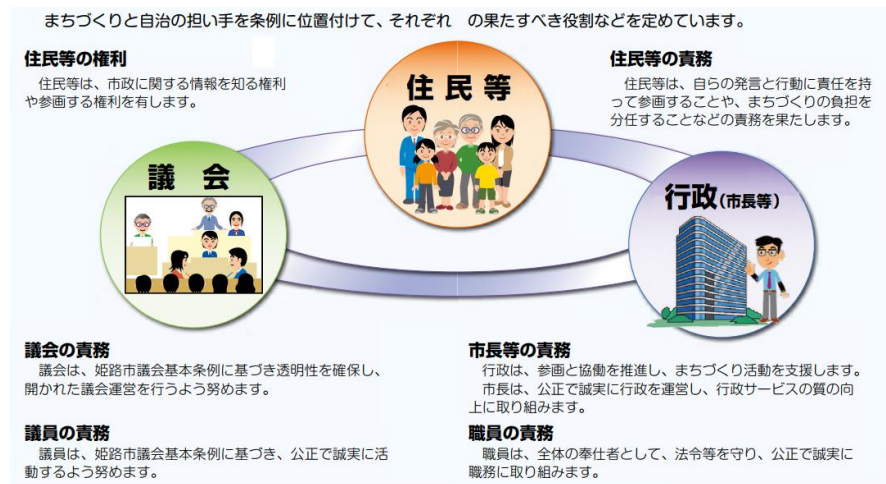 まちづくりと自治の担い手を条例に位置付けて、それぞれ　の果たすべき役割などを定めています。
住民等の権利
住民等は、市政に関する情報を知る権利
や参画する権利を有します。
住民等
住民等の責務
住民等は、自らの発言と行動に責任を持
って参画することや、まちづくりの負担を
分任することなどの責務を果たします。
議　会
行政(市長等)
議会の責務
議会は、姫路市議会基本条例に基づき透明性を確保し、
開かれた議会運営を行うよう努めます。
議員の責務
議員は、姫路市議会基本条例に基づき、公正で誠実に活
動するよう努めます。
市長等の責務
行政は、参画と協働を推進し、まちづくり活動を支援します。
市長は、公正で誠実に行政を運営し、行政サービスの質の向
上に取り組みます。
職員の責務
職員は、全体の奉仕者として、法令等を守り、公正で誠実に
職務に取り組みます。